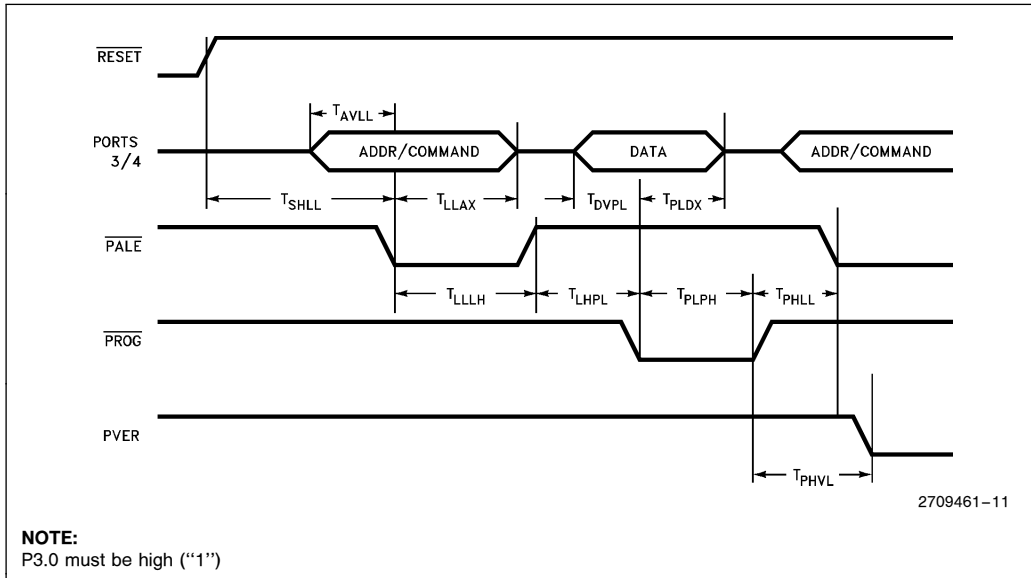 RESET
T_AVLL
PORTS
3/4
ADDR/COMMAND
DATA
ADDR/COMMAND
T_SHLL
T_LLAX
T_DVPL
T_PLDX
PALE
T_LLLH
T_LHPL
T_PLPH
T_PHLL
PROG
PVER
T_PHVL
2709461–11
NOTE:
P3.0 must be high (‘‘1’’)